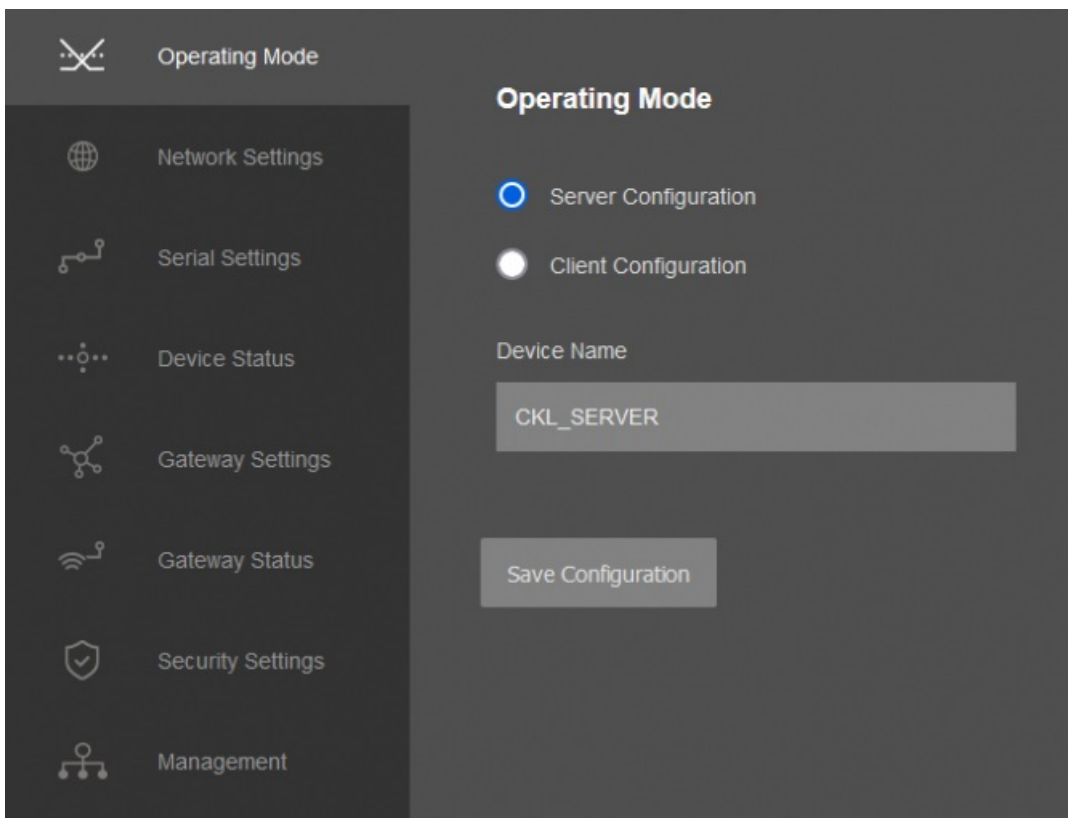 Operating Mode
Network Settings
Serial Settings
Device Status
Gateway Settings
Gateway Status
Security Settings
Management
Operating Mode
Server Configuration
Client Configuration
Device Name
CKL_SERVER
Save Configuration